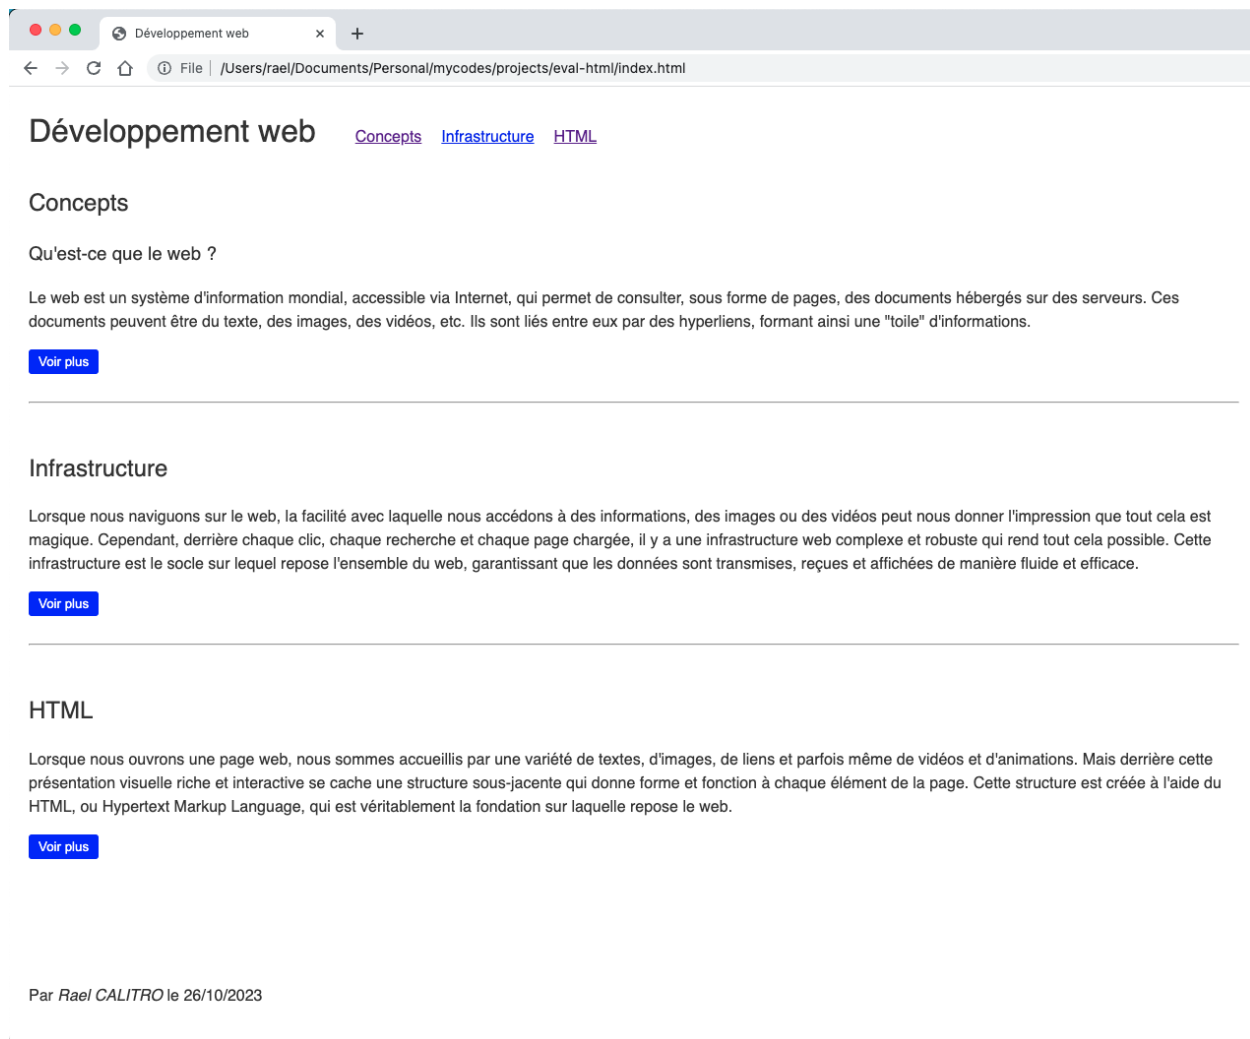 Développement web
File
/Users/rael/Documents/Personal/mycodes/projects/eval-html/index.html
Développement web
Concepts Infrastructure HTML
Concepts
Qu'est-ce que le web ?
Le web est un système d'information mondial, accessible via Internet, qui permet de consulter, sous forme de pages, des documents hébergés sur des serveurs. Ces
documents peuvent être du texte, des images, des vidéos, etc. Ils sont liés entre eux par des hyperliens, formant ainsi une "toile" d'informations.
Voir plus
Infrastructure
Lorsque nous naviguons sur le web, la facilité avec laquelle nous accédons à des informations, des images ou des vidéos peut nous donner l'impression que tout cela est
magique. Cependant, derrière chaque clic, chaque recherche et chaque page chargée, il y a une infrastructure web complexe et robuste qui rend tout cela possible. Cette
infrastructure est le socle sur lequel repose l'ensemble du web, garantissant que les données sont transmises, reçues et affichées de manière fluide et efficace.
Voir plus
HTML
Lorsque nous ouvrons une page web, nous sommes accueillis par une variété de textes, d'images, de liens et parfois même de vidéos et d'animations. Mais derrière cette
présentation visuelle riche et interactive se cache une structure sous-jacente qui donne forme et fonction à chaque élément de la page. Cette structure est créée à l'aide du
HTML, ou Hypertext Markup Language, qui est véritablement la fondation sur laquelle repose le web.
Voir plus
Par Rael CALITRO le 26/10/2023